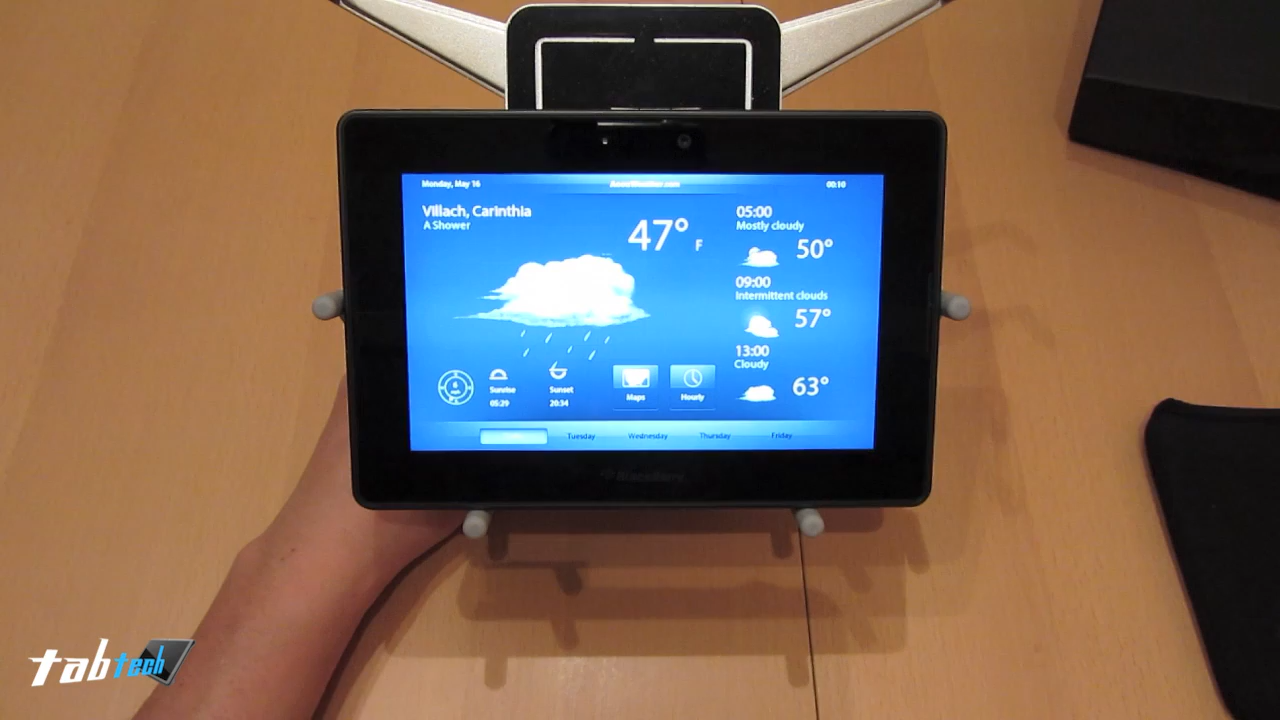 Monday, May 16
AccuWeather.com
00:10
Villach, Carinthia
A Shower
47° F
05:00
Mostly cloudy
50°
09:00
Intermittent clouds
57°
13:00
Cloudy
63°
Sunrise
05:29
Sunset
20:34
Maps
Hourly
Tuesday
Wednesday
Thursday
Friday
BlackBerry
tabtech